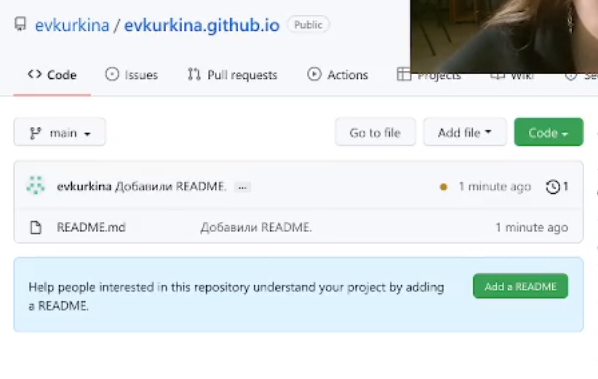 evkurkina / evkurkina.github.io Public
Code Issues Pull requests Actions Projects Wiki
main Go to file Add file Code
evkurkina Добавили README. ... 1 minute ago 1
README.md Добавили README. 1 minute ago
Help people interested in this repository understand your project by adding
a README.
Add a README